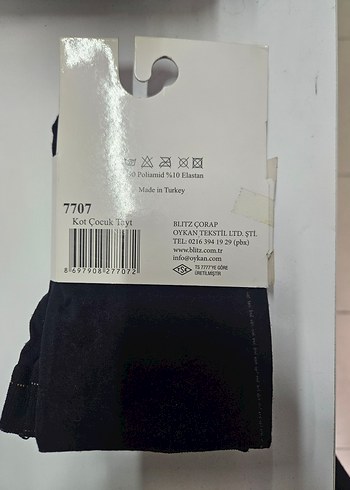 Poliamid %10 Elastan
Made in Turkey
7707
Kot Çocuk Tayt
8 697908 277072
BLITZ ÇORAP
OYKAN TEKSTİL LTD. ŞTİ.
TEL: 0216 394 19 29 (pbx)
www.blitz.com.tr
info@oykan.com
TSE
TS 7777'YE GÖRE
ÜRETİLMİŞTİR